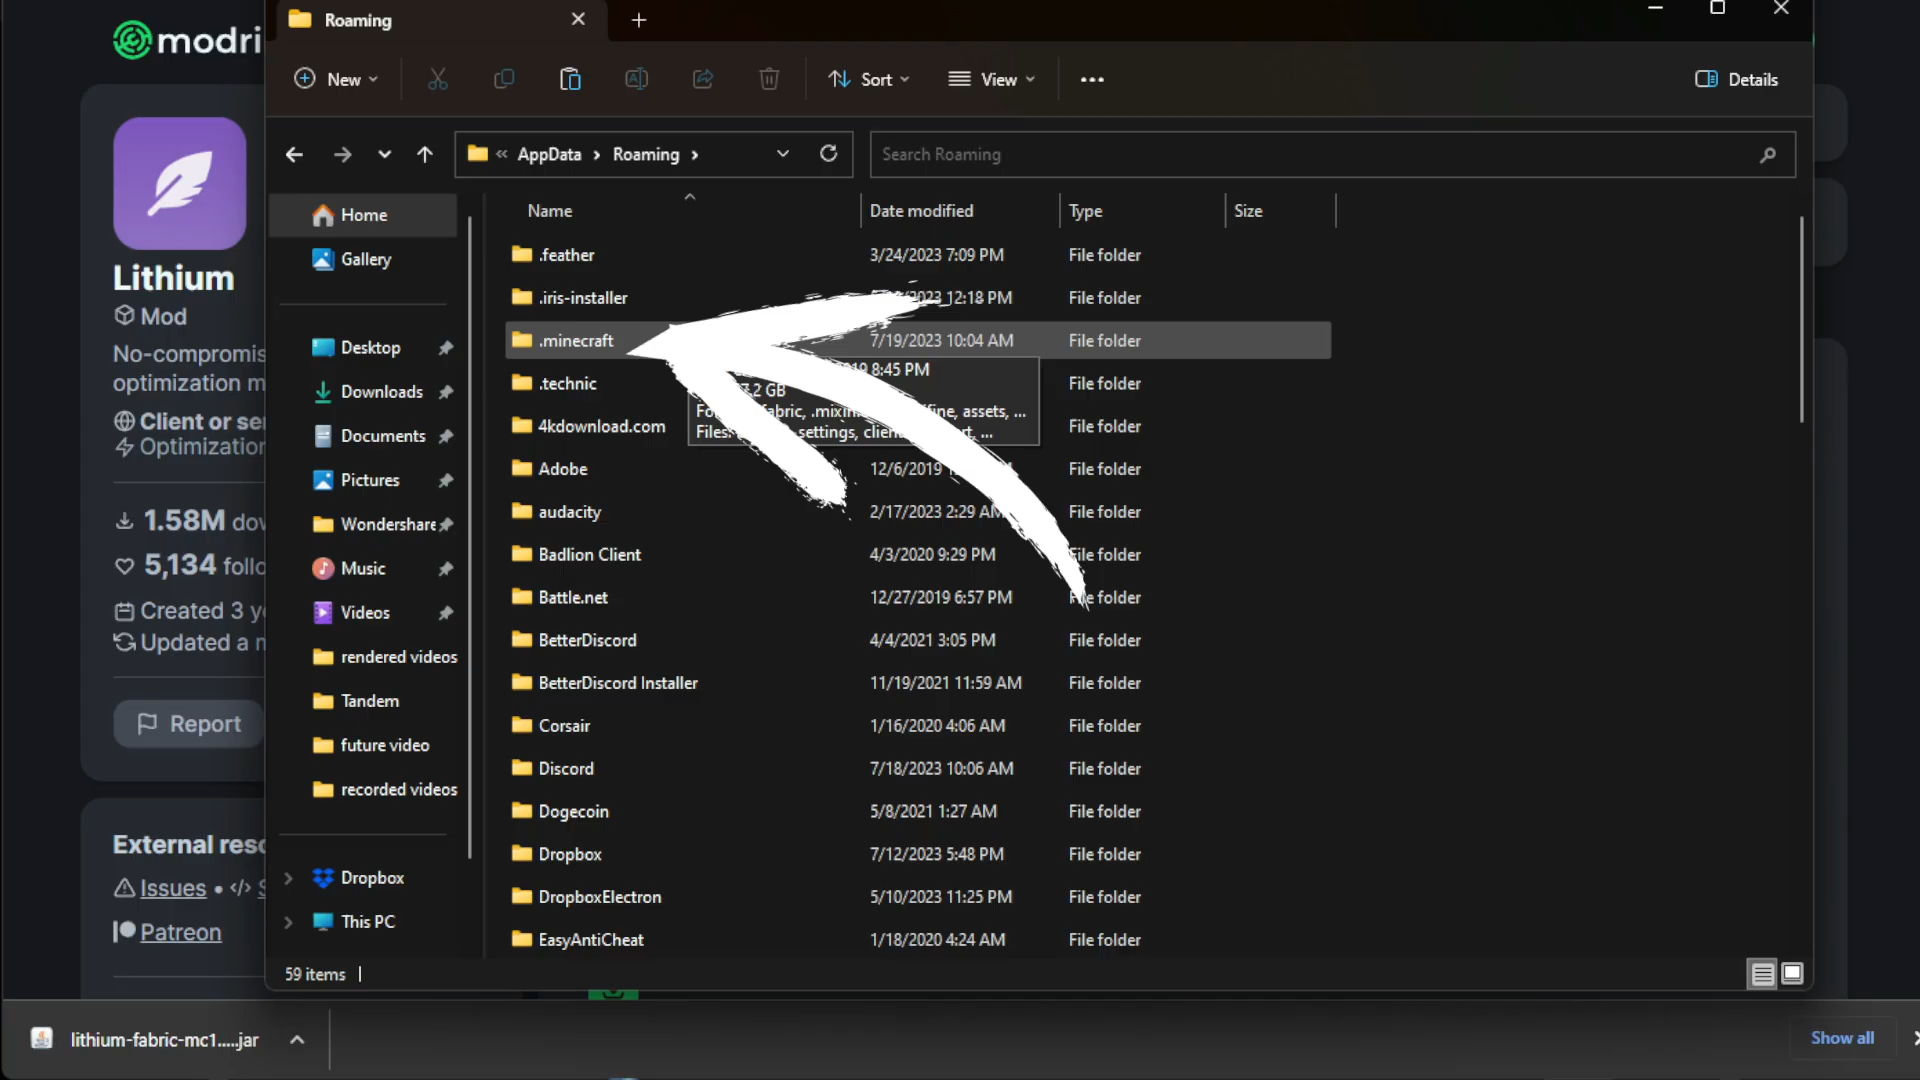 modri
Roaming
New
Sort
View
Details
AppData
Roaming
Search Roaming
Home
Gallery
Desktop
Downloads
Documents
Pictures
Wondershare
Music
Videos
rendered videos
Tandem
future video
recorded videos
Dropbox
This PC
Name Date modified Type Size
.feather 3/24/2023 7:09 PM File folder
.iris-installer 2023 12:18 PM File folder
.minecraft 7/19/2023 10:04 AM File folder
.technic File folder
8:45 PM
.2 GB
assets, ...
settings,
4kdownload.com File folder
Adobe 12/6/2019 File folder
audacity 2/17/2023 2:29 AM File folder
Badlion Client 4/3/2020 9:29 PM File folder
Battle.net 12/27/2019 6:57 PM File folder
BetterDiscord 4/4/2021 3:05 PM File folder
BetterDiscord Installer 11/19/2021 11:59 AM File folder
Corsair 1/16/2020 4:06 AM File folder
Discord 7/18/2023 10:06 AM File folder
Dogecoin 5/8/2021 1:27 AM File folder
Dropbox 7/12/2023 5:48 PM File folder
DropboxElectron 5/10/2023 11:25 PM File folder
EasyAntiCheat 1/18/2020 4:24 AM File folder
59 items
Lithium
Mod
No-compromis
optimization m
Client or ser
Optimization
1.58M dow
5,134 follo
Created 3 ye
Updated a m
Report
External reso
Issues • </> S
Patreon
lithium-fabric-mc1.....jar
Show all